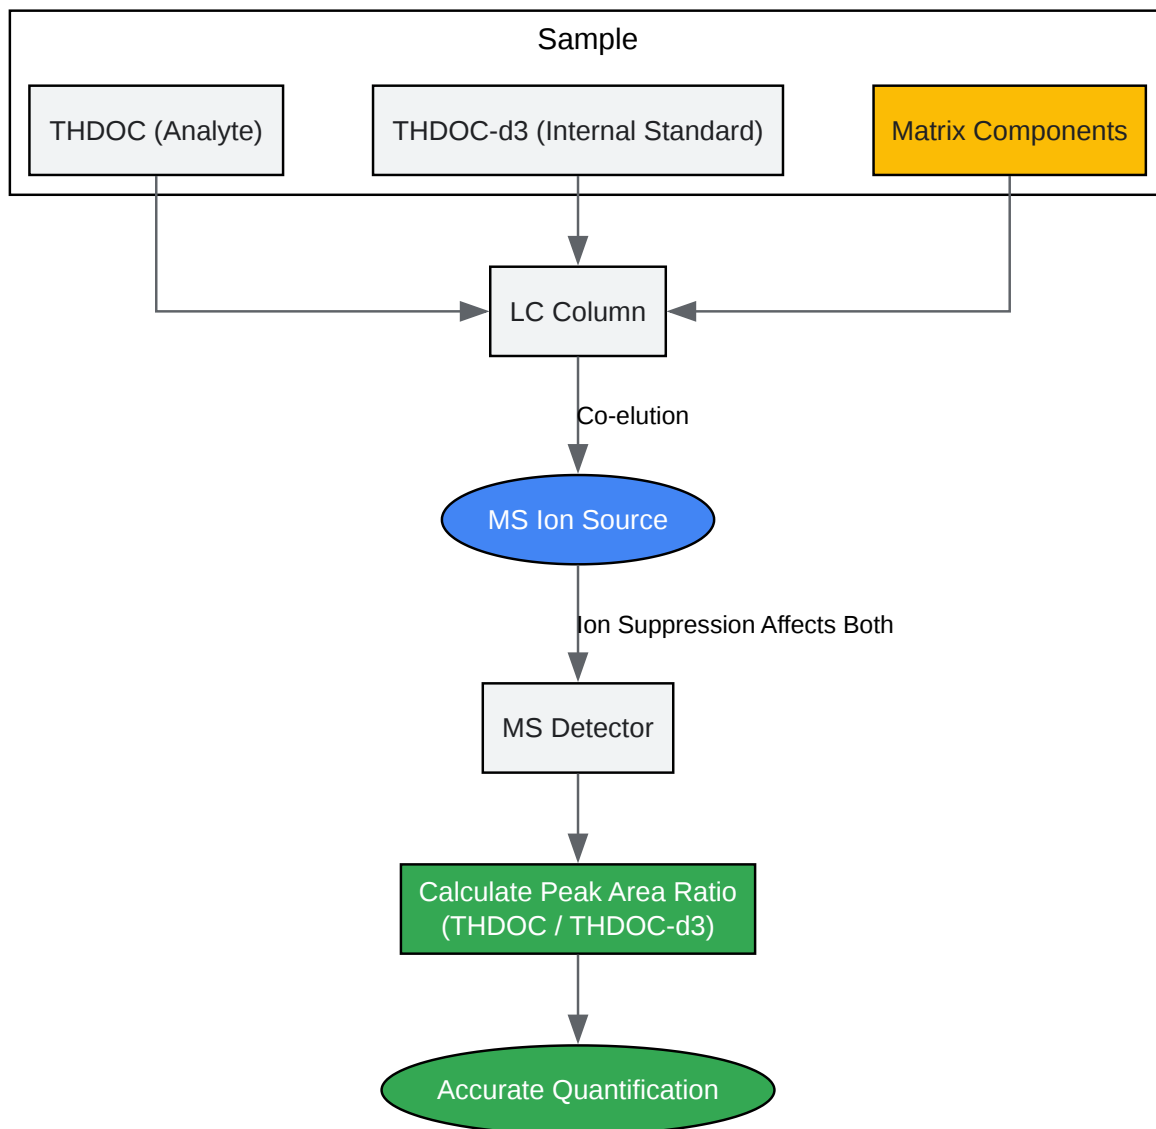 Sample
THDOC (Analyte)
THDOC-d3 (Internal Standard)
Matrix Components
LC Column
Co-elution
MS Ion Source
Ion Suppression Affects Both
MS Detector
Calculate Peak Area Ratio
(THDOC / THDOC-d3)
Accurate Quantification